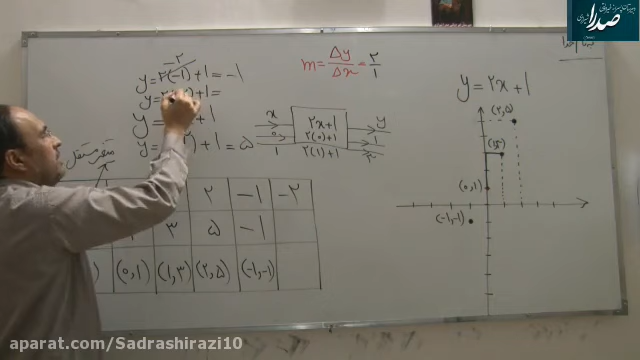 صدرا
y = ۲(-۱) + ۱ = -۱
-۲
m = Δy/Δx = ۲/۱
y = ۲x + ۱
+ ۱ =
+ ۱
+ ۱ = ۵
x
y
۲x+۱
۲(۰)+۱
۲(۱)+۱
۰
۱
۱
۳
متغیر مستقل
۲ -۱ -۲
۳ ۵ -۱
(۰,۱) (۱,۳) (۲,۵) (-۱,-۱)
(۲,۵)
(۱,۳)
(۰,۱)
(-۱,-۱)
aparat.com/Sadrashirazi10